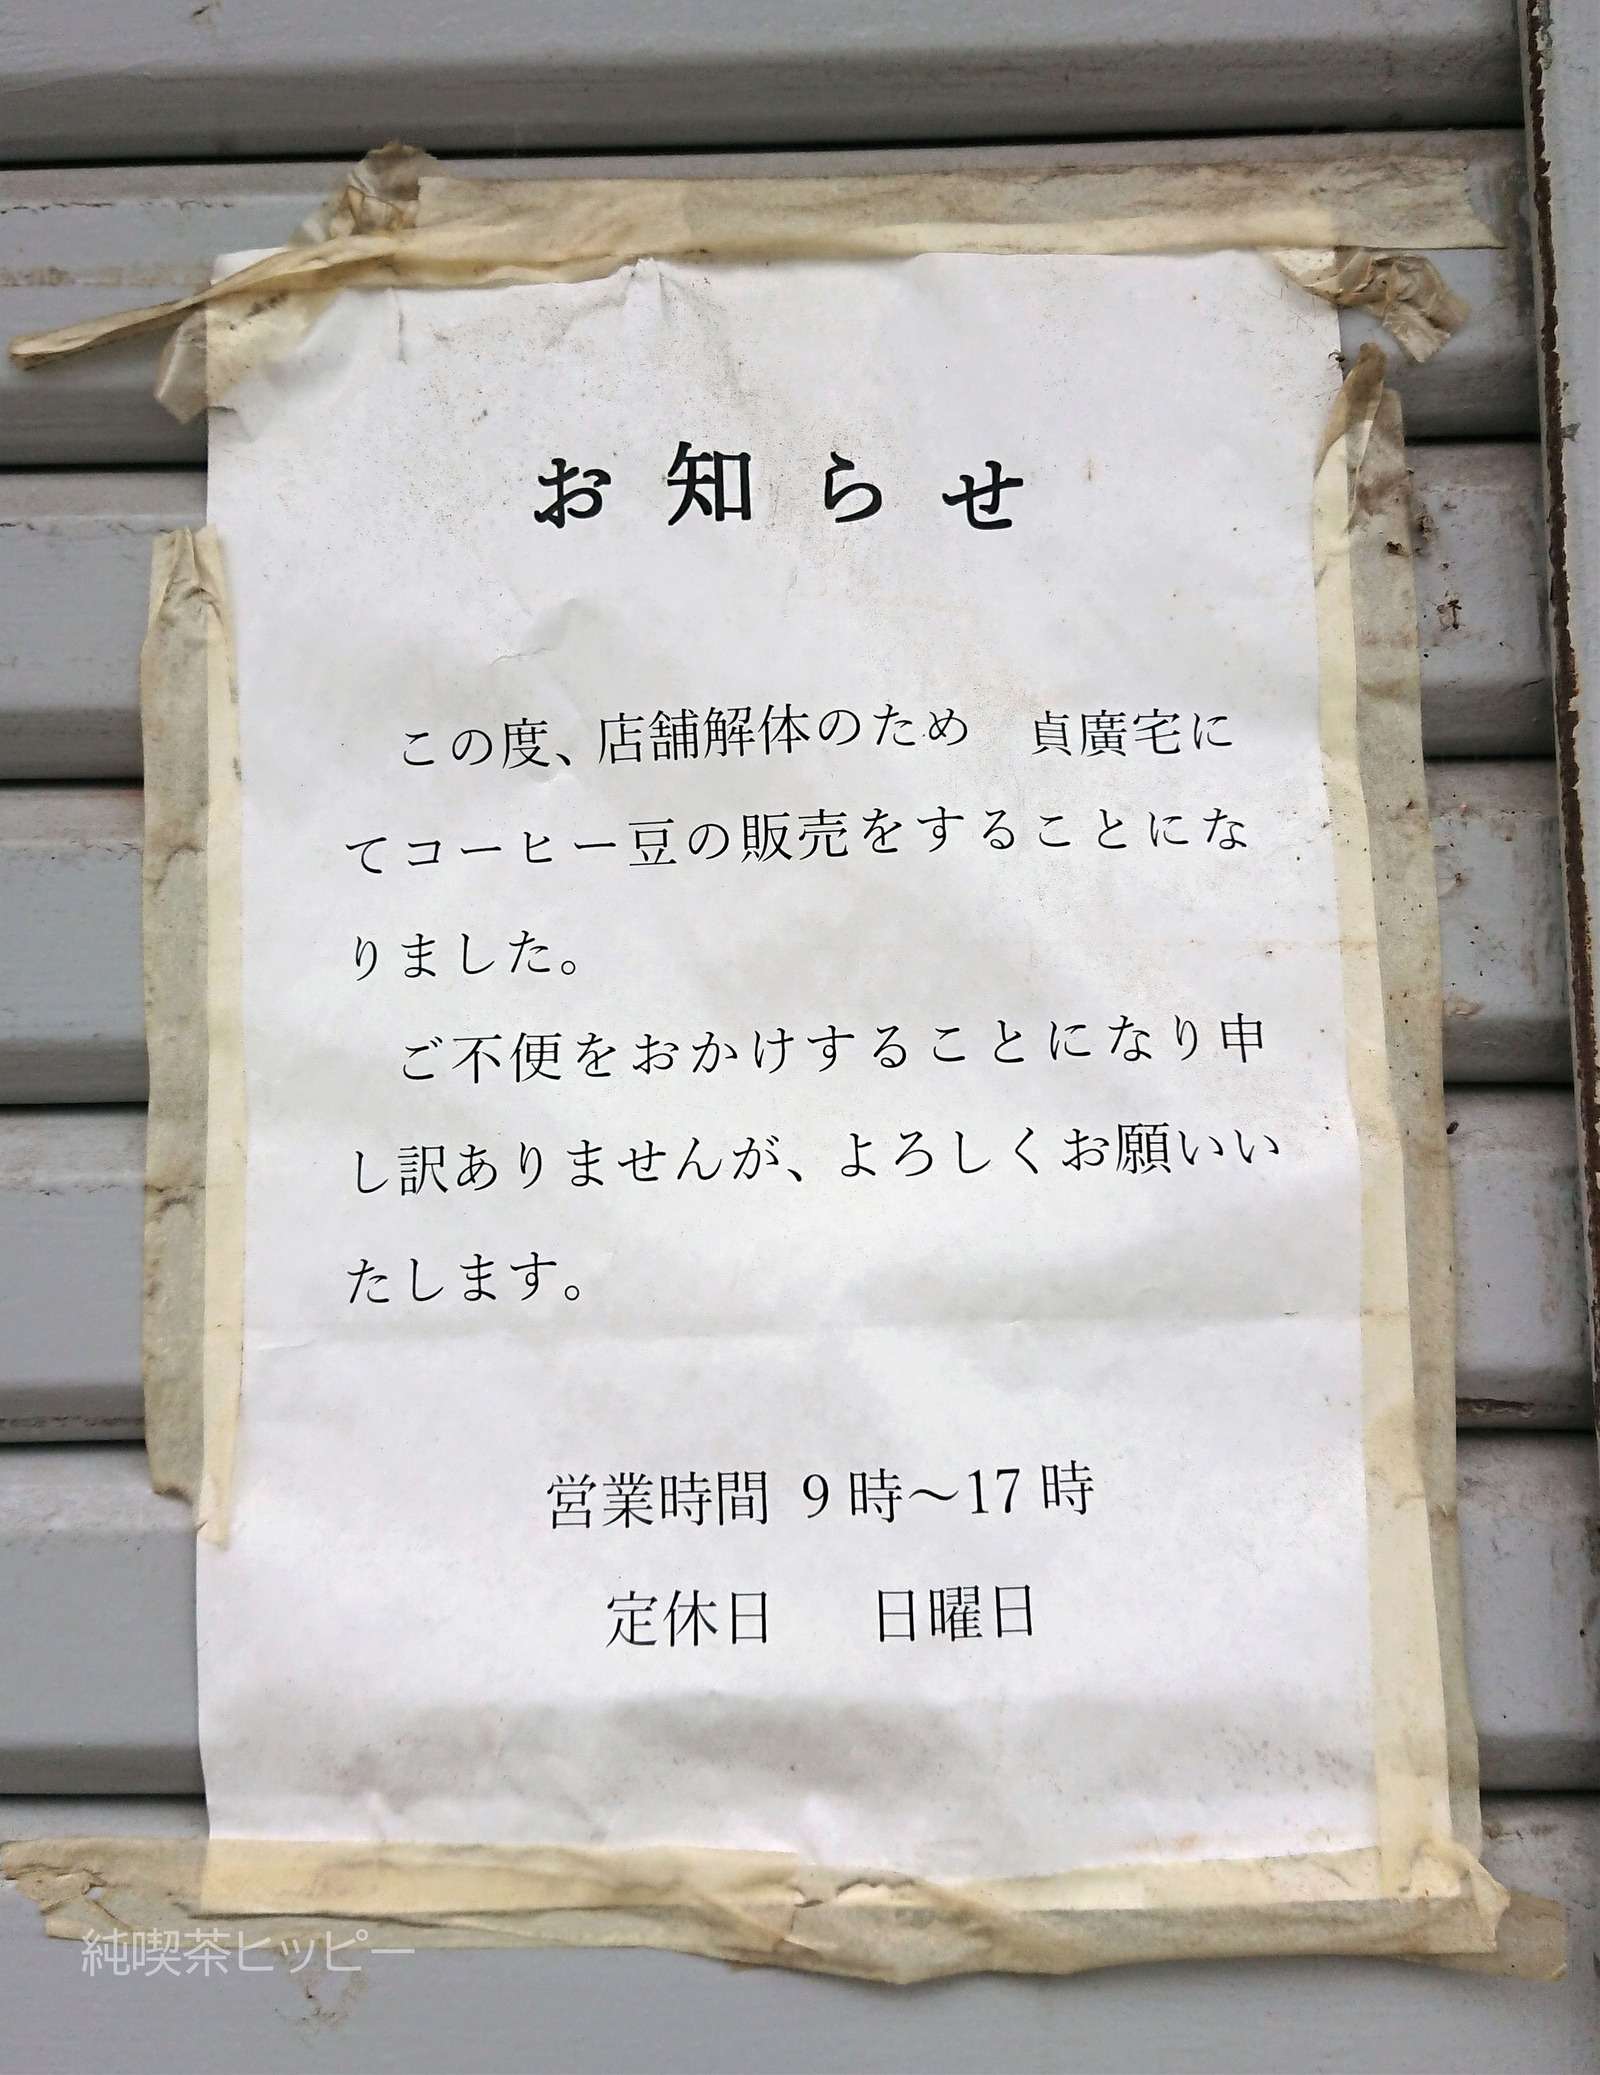 お知らせ
この度、店舗解体のため　貞廣宅に
てコーヒー豆の販売をすることにな
りました。
ご不便をおかけすることになり申
し訳ありませんが、よろしくお願いい
たします。
営業時間 9時～17時
定休日　日曜日
純喫茶ヒッピー